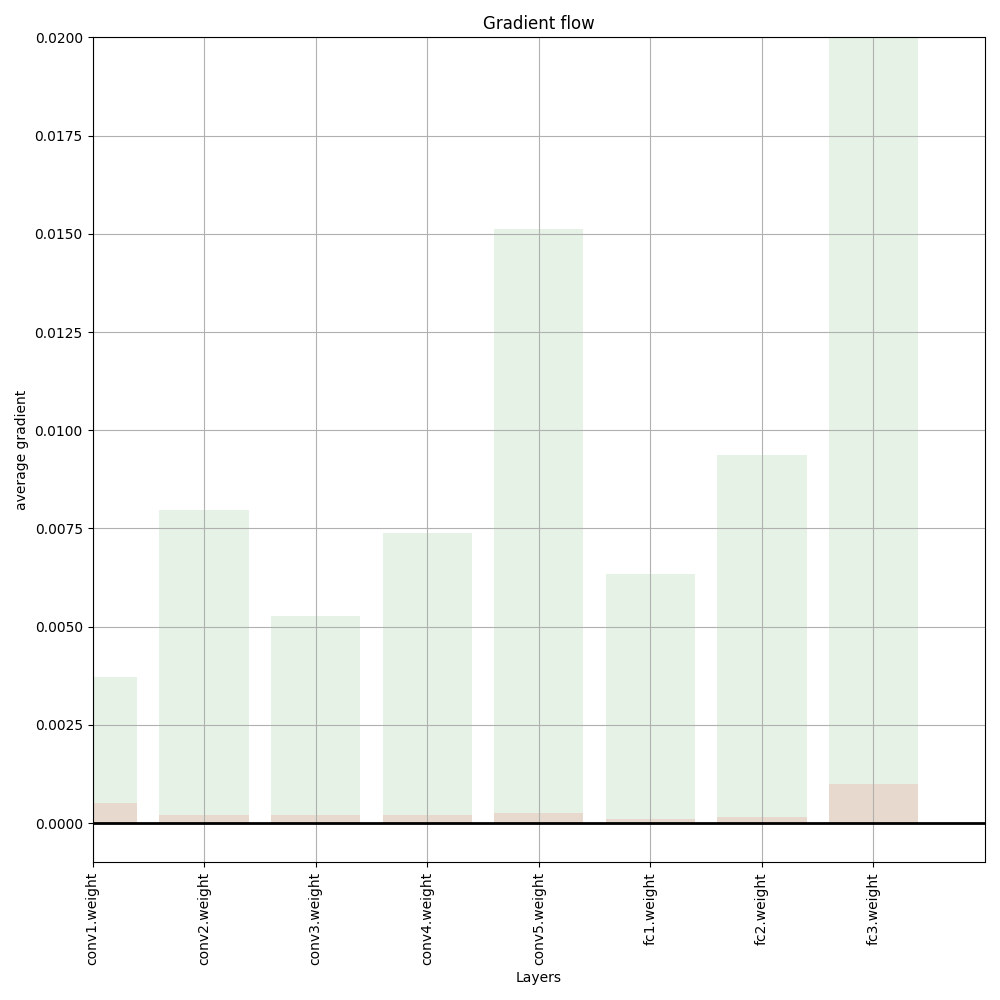 Gradient flow
0.0200
0.0175
0.0150
0.0125
0.0100
0.0075
0.0050
0.0025
0.0000
average gradient
conv1.weight
conv2.weight
conv3.weight
conv4.weight
conv5.weight
fc1.weight
fc2.weight
fc3.weight
Layers